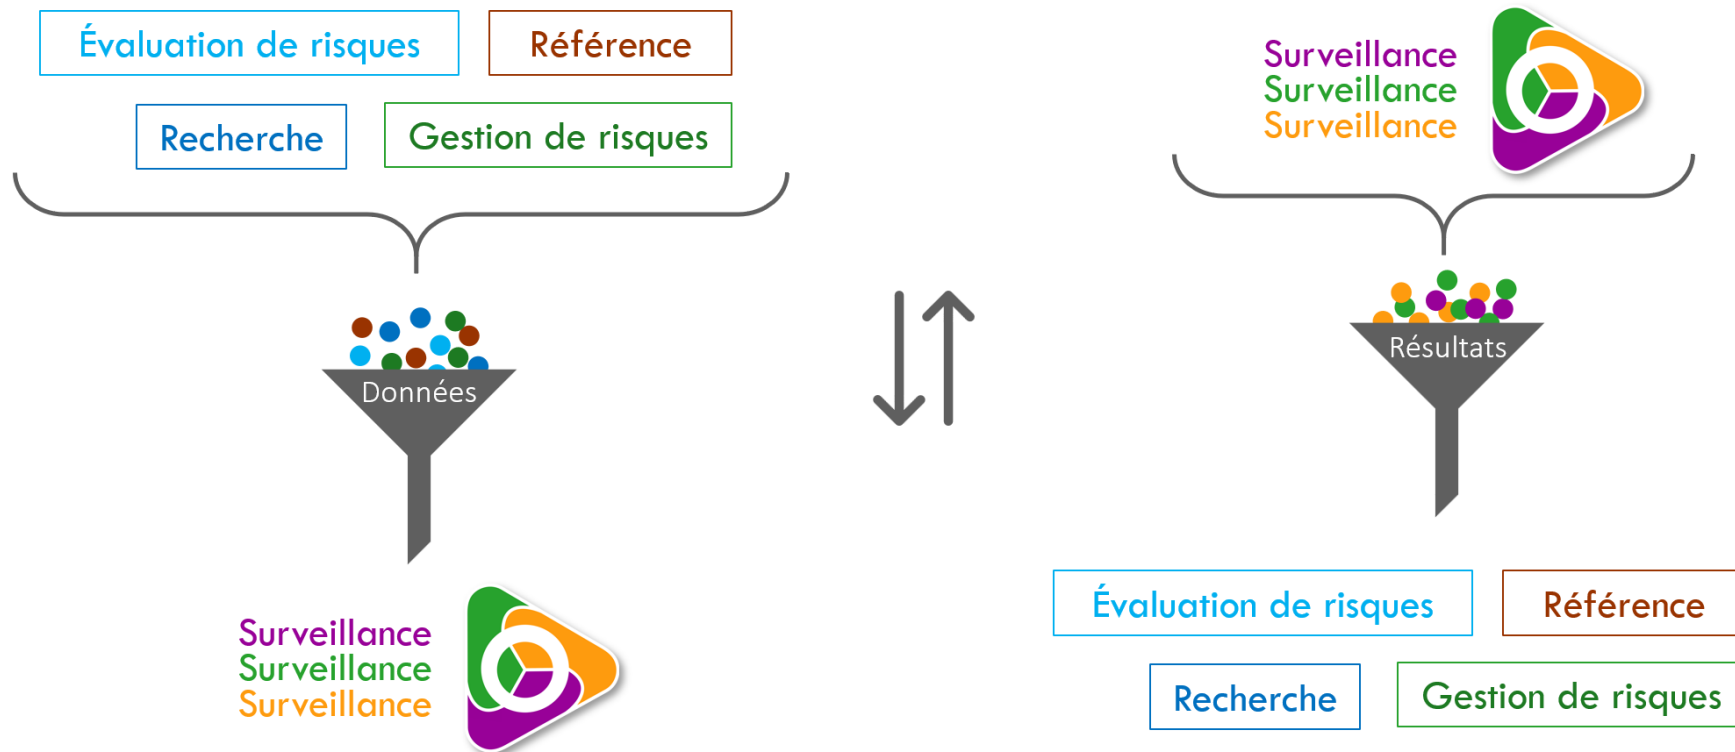 Évaluation de risques
Référence
Recherche
Gestion de risques
Données
Surveillance
Surveillance
Surveillance
Surveillance
Surveillance
Surveillance
Résultats
Évaluation de risques
Référence
Recherche
Gestion de risques